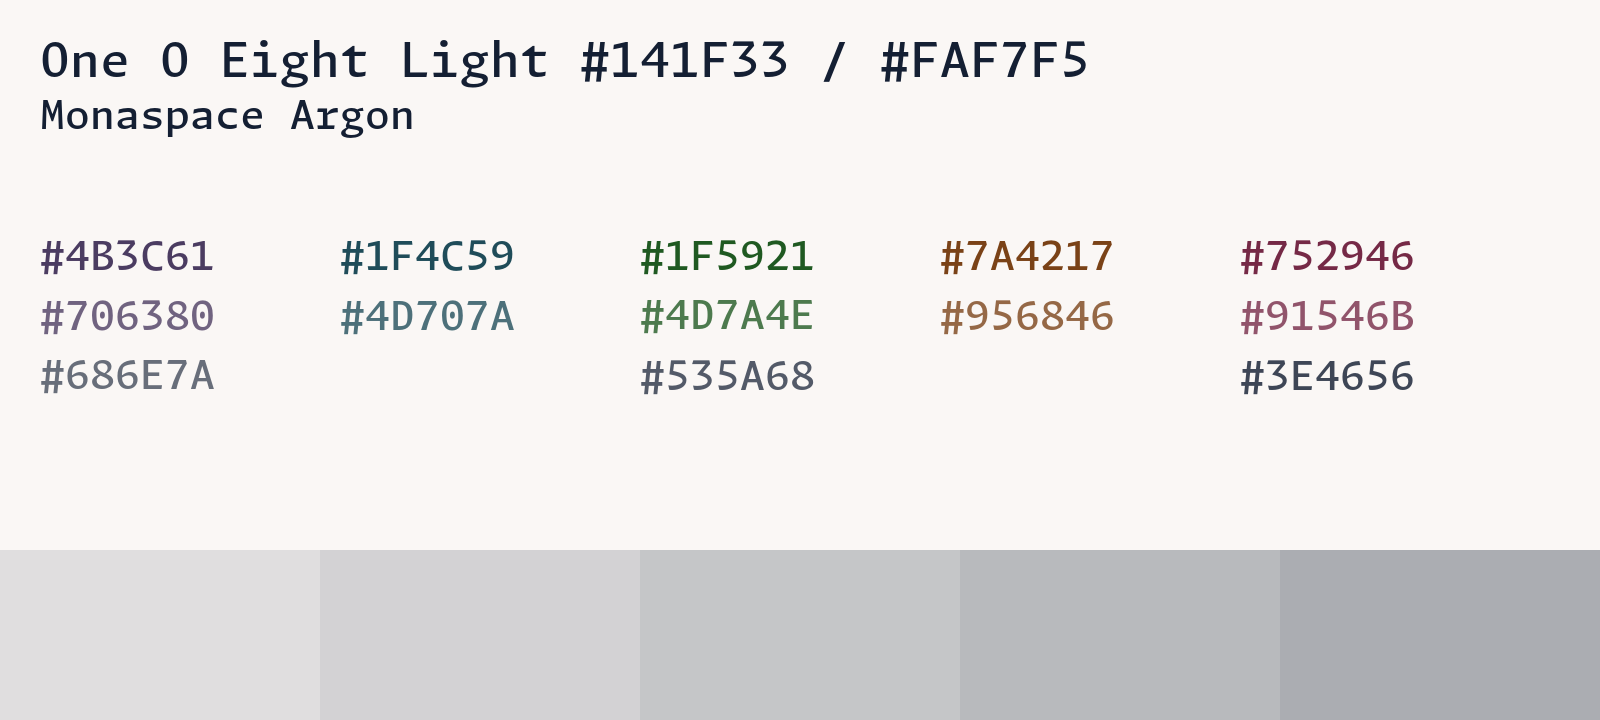 One O Eight Light #141F33 / #FAF7F5
Monaspace Argon
#4B3C61 #1F4C59 #1F5921 #7A4217 #752946
#706380 #4D707A #4D7A4E #956846 #91546B
#686E7A #535A68 #3E4656